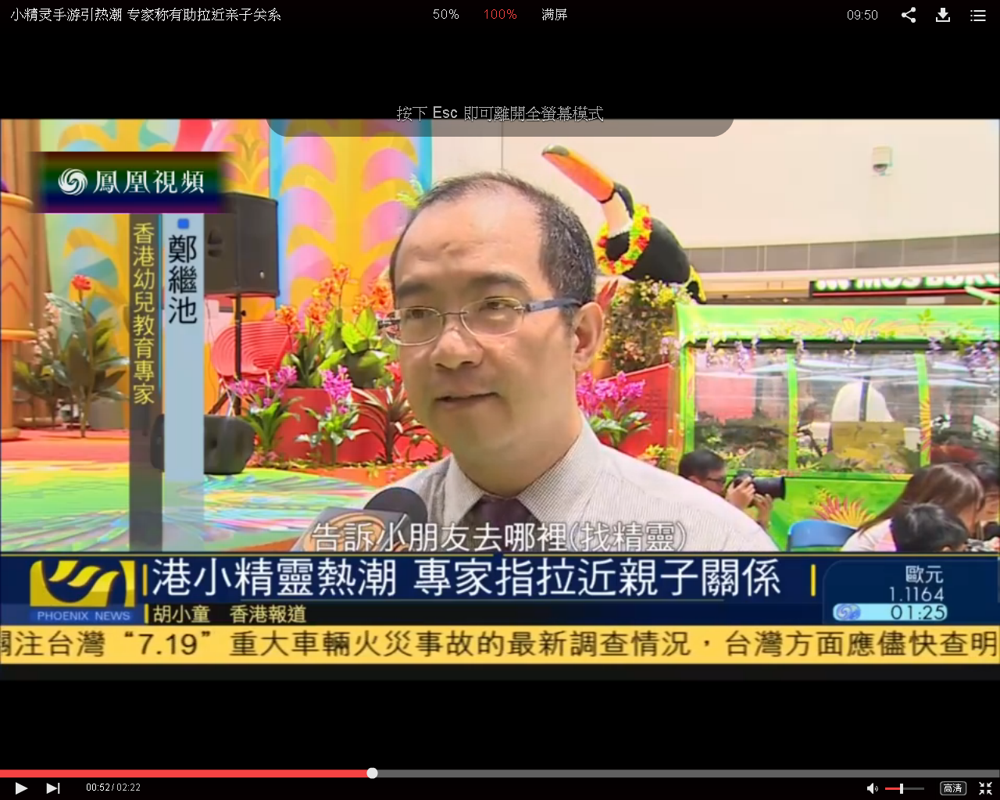 小精灵手游引热潮 专家称有助拉近亲子关系
50%
100%
满屏
09:50
按下 Esc 即可離開全螢幕模式
鳳凰視頻
鄭繼池
香港幼兒教育專家
MOS BURG
告訴小朋友去哪裡(找精靈)
港小精靈熱潮 專家指拉近親子關係
歐元
1.1164
PHOENIX NEWS
胡小童 香港報道
01:25
關注台灣“7.19”重大車輛火災事故的最新調查情況，台灣方面應儘快查明
00:52/02:22
高清